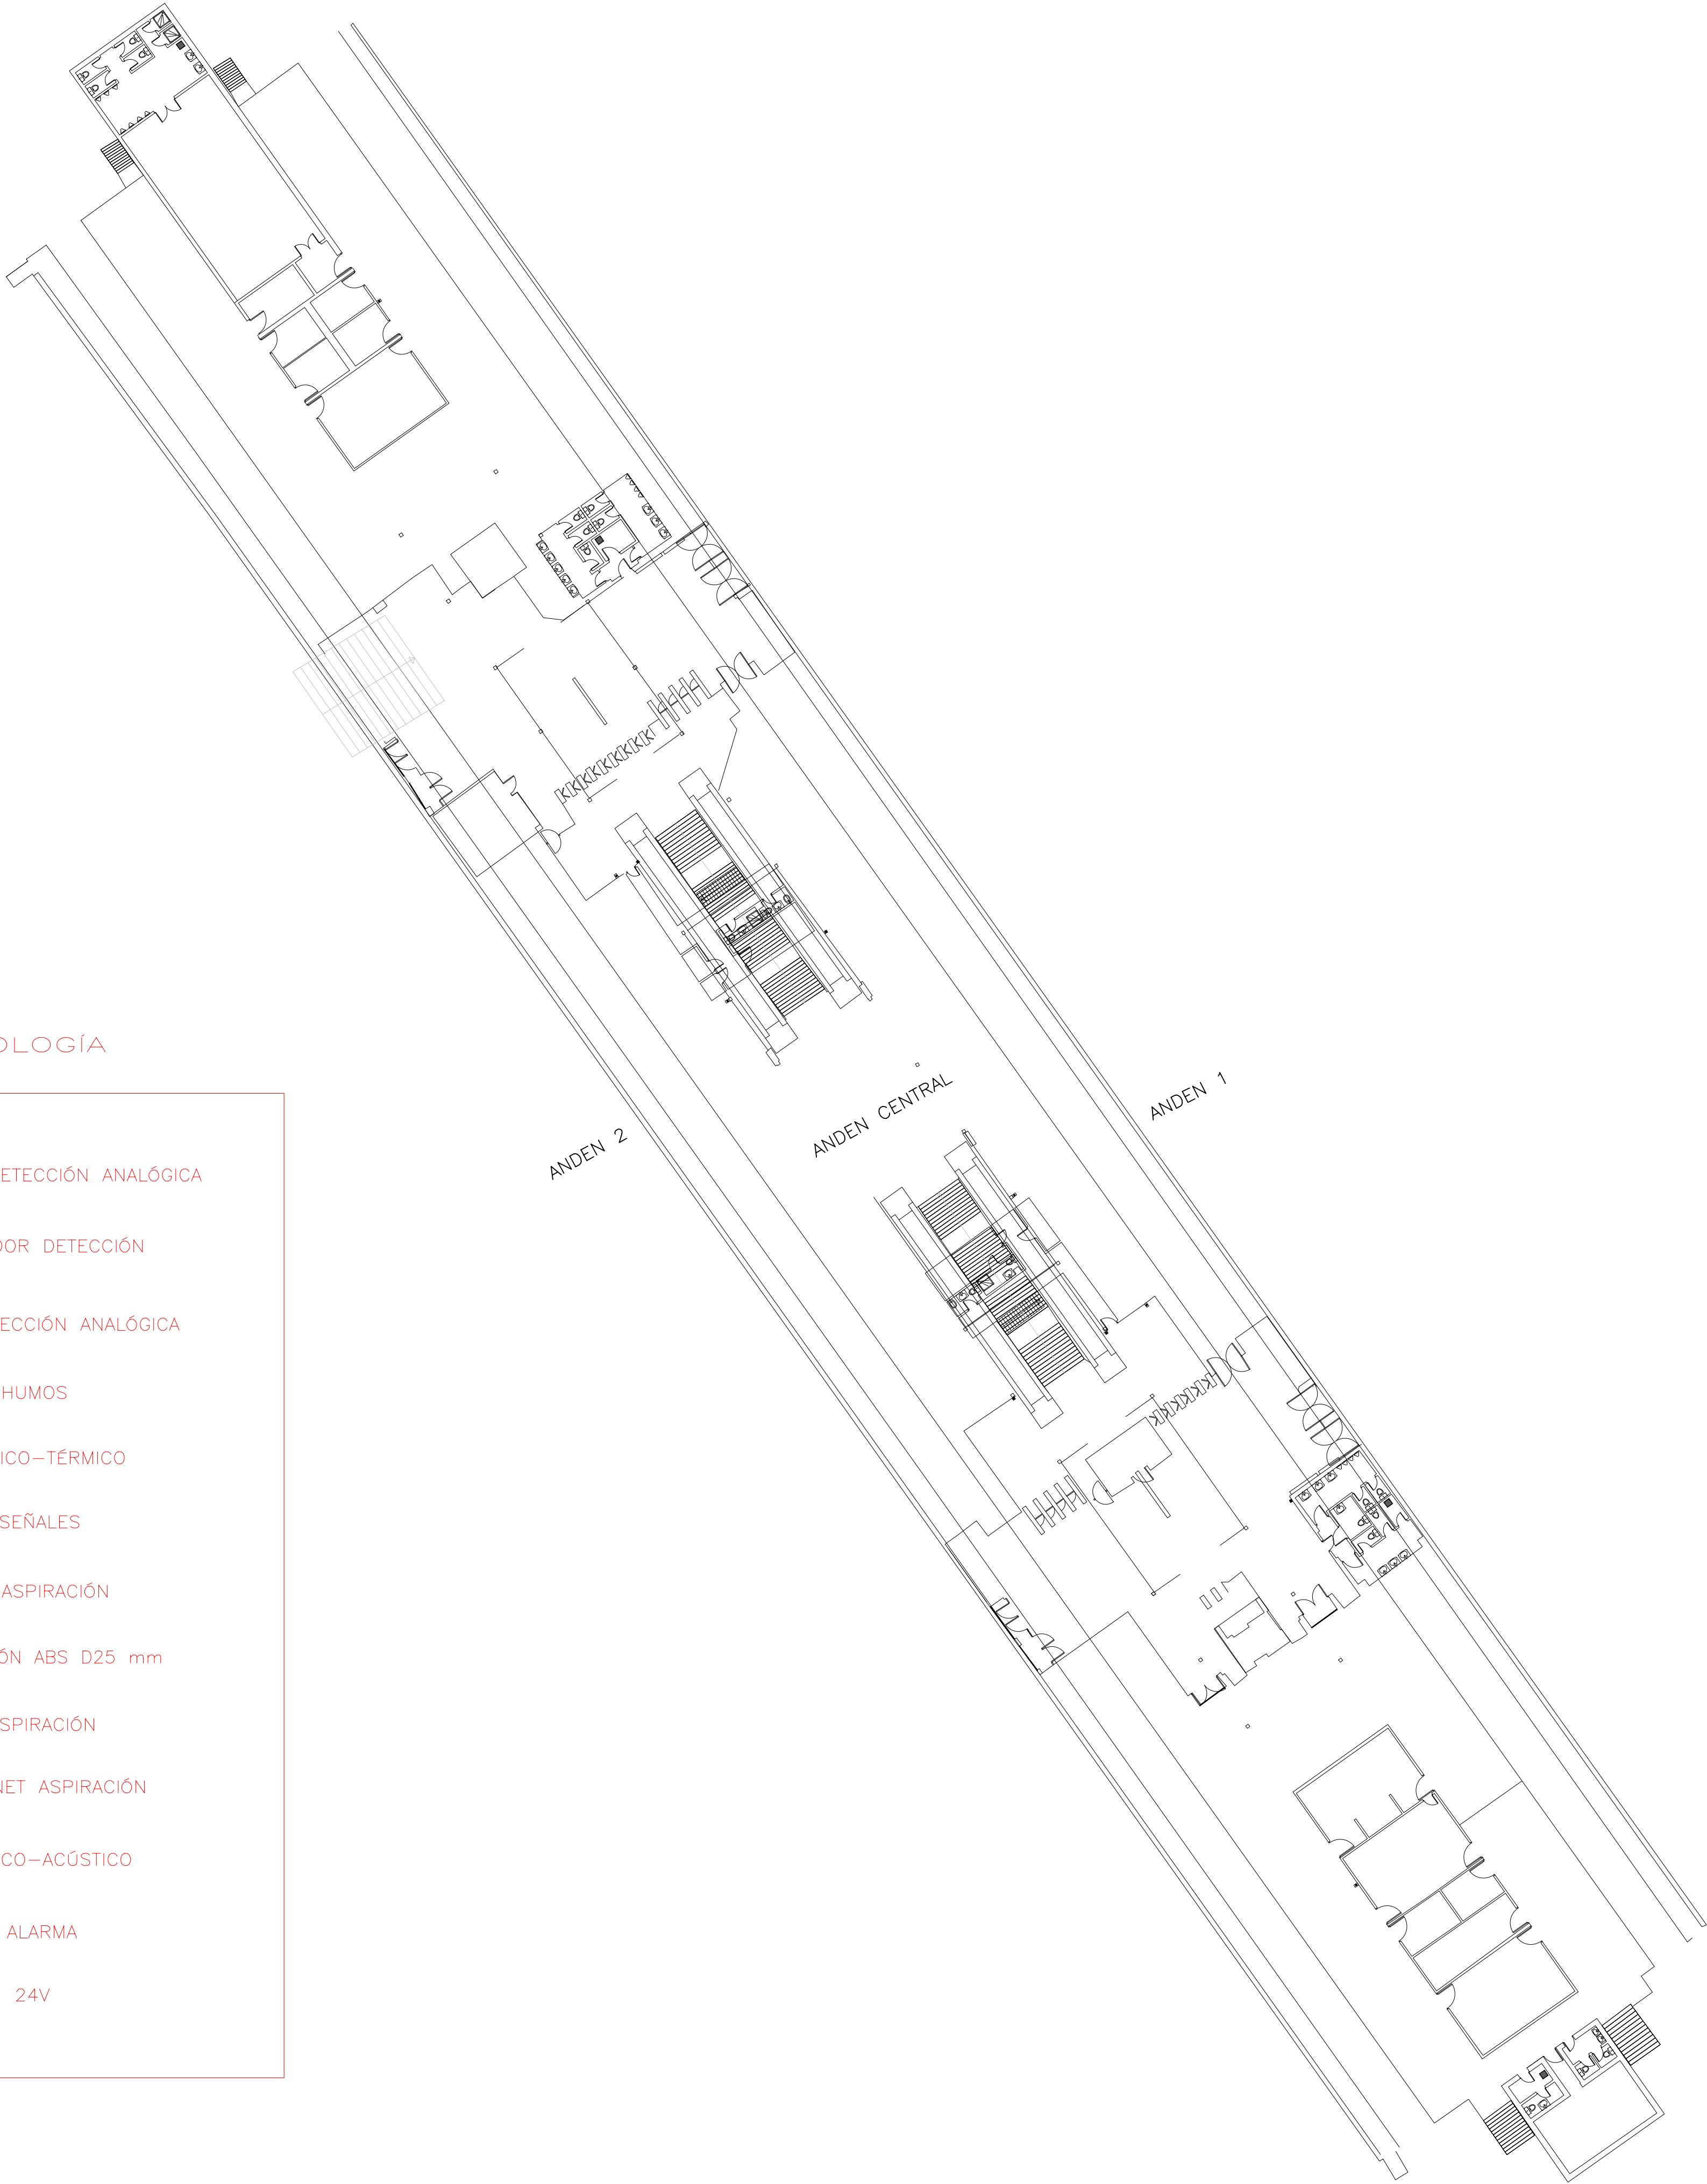 OLOGÍA
ETECCIÓN ANALÓGICA
DOR DETECCIÓN
ECCIÓN ANALÓGICA
HUMOS
ICO-TÉRMICO
SEÑALES
ASPIRACIÓN
ÓN ABS D25 mm
SPIRACIÓN
NET ASPIRACIÓN
CO-ACÚSTICO
ALARMA
24V
ANDEN 2
ANDEN CENTRAL
ANDEN 1